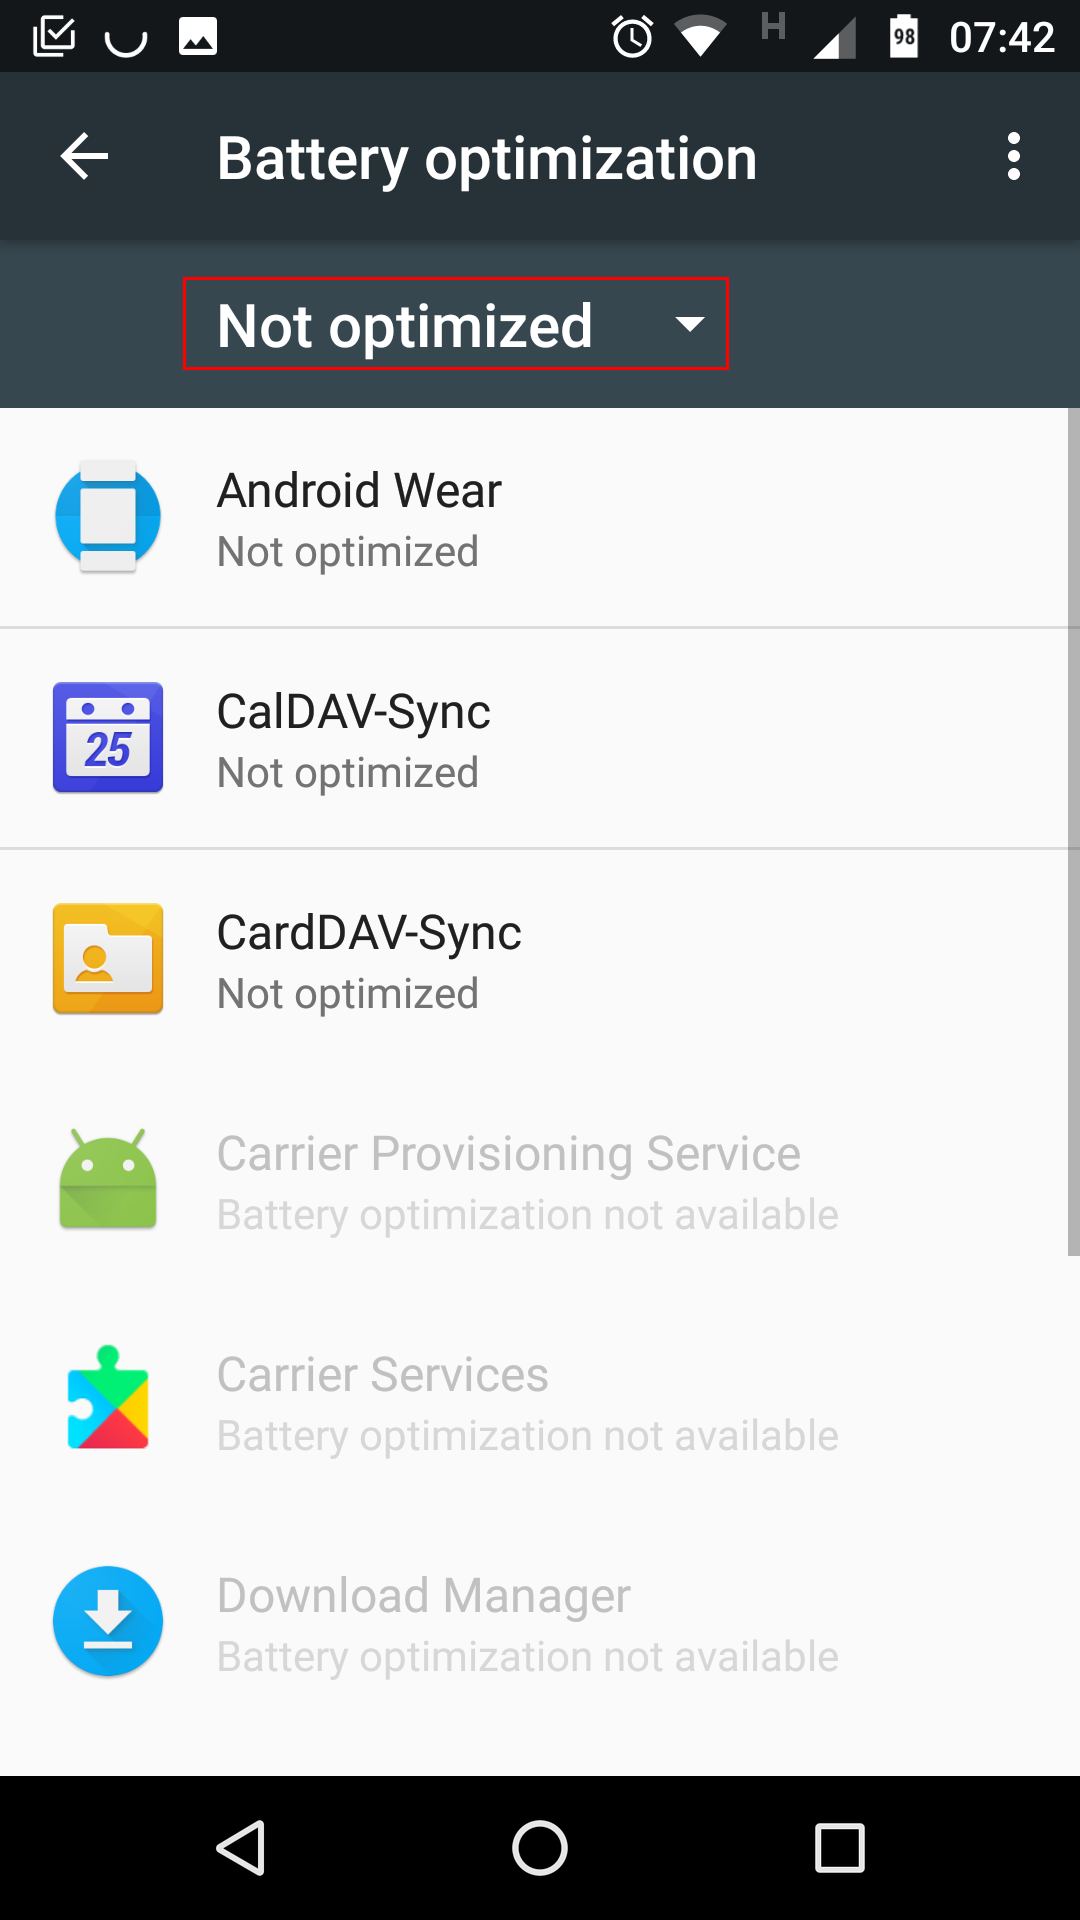 H 98 07:42
Battery optimization
Not optimized
Android Wear
Not optimized
25
CalDAV-Sync
Not optimized
CardDAV-Sync
Not optimized
Carrier Provisioning Service
Battery optimization not available
Carrier Services
Battery optimization not available
Download Manager
Battery optimization not available